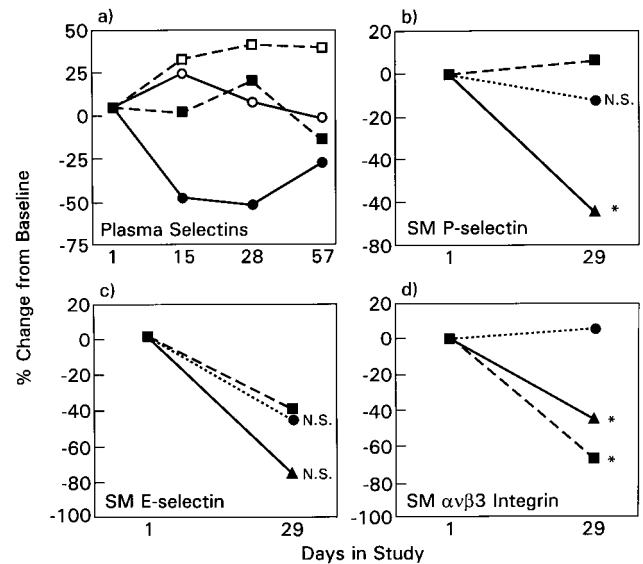 a)
50
25
0
-25
-50
-75
Plasma Selectins
1 15 28 57
b)
20
0
-20
-40
-60
-80
N.S.
*
SM P-selectin
1 29
% Change from Baseline
c)
20
0
-20
-40
-60
-80
-100
N.S.
N.S.
SM E-selectin
1 29
d)
20
0
-20
-40
-60
-80
-100
*
*
SM ανβ3 Integrin
1 29
Days in Study